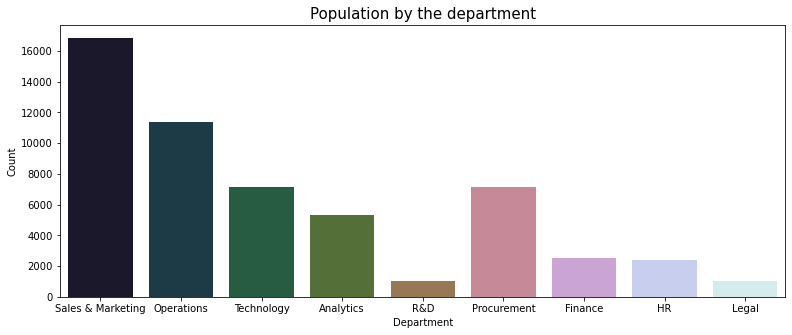 Population by the department
Count
16000
14000
12000
10000
8000
6000
4000
2000
0
Sales & Marketing Operations Technology Analytics R&D Procurement Finance HR Legal
Department